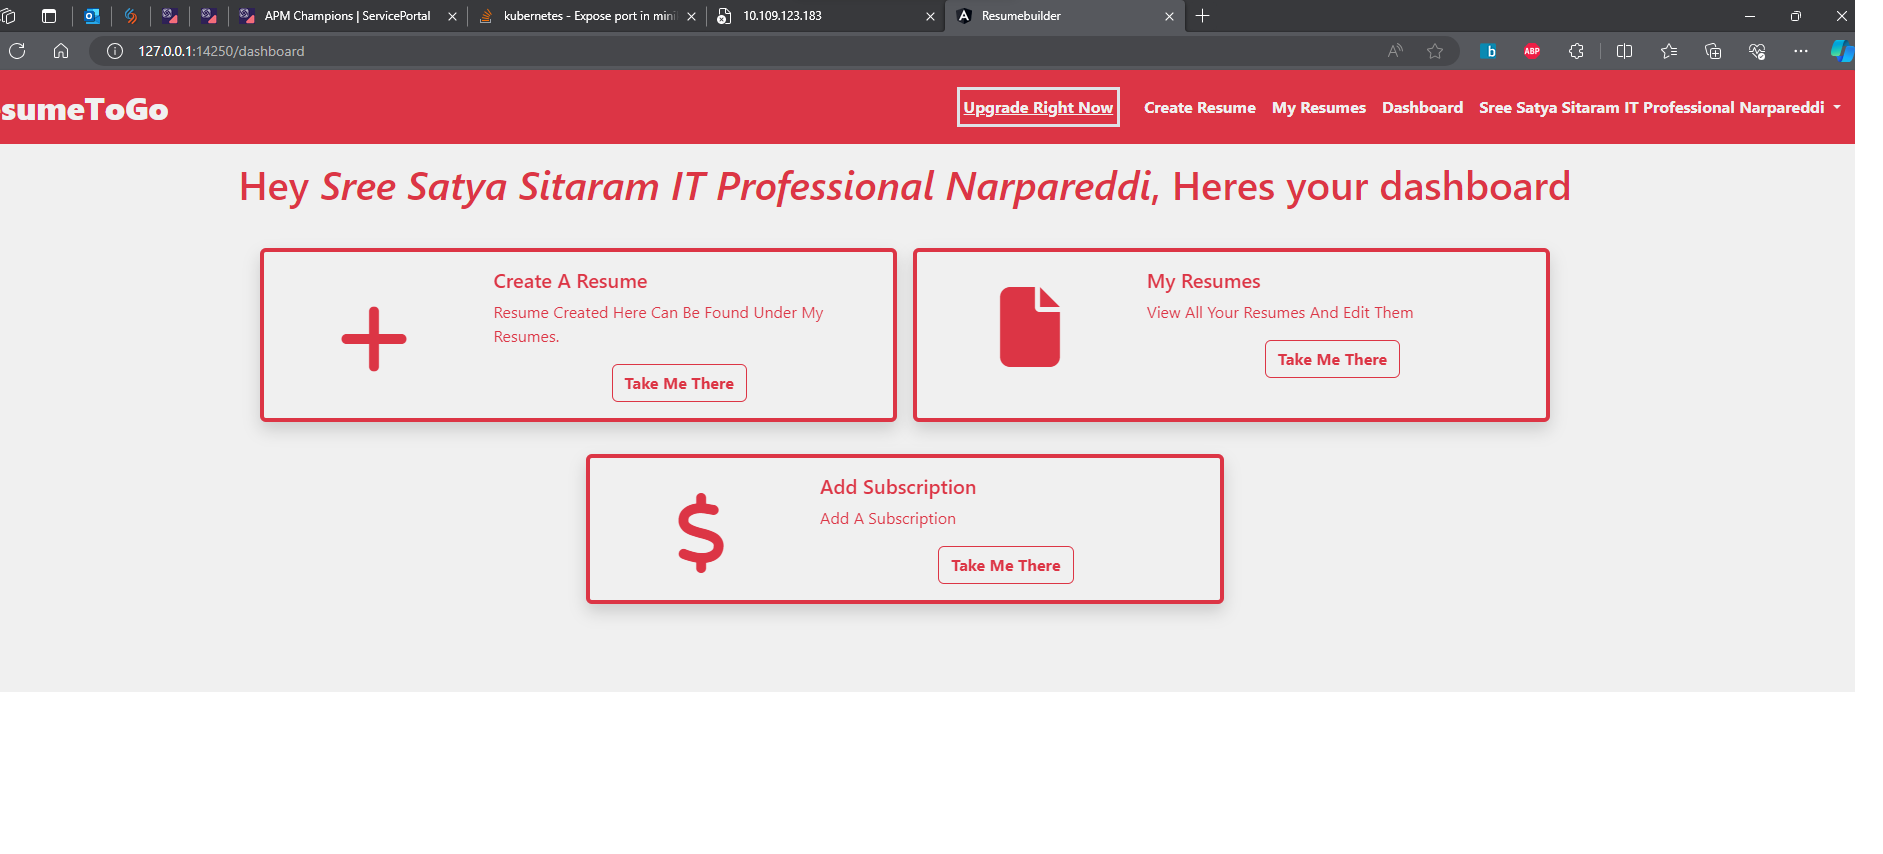 APM Champions | ServicePortal
kubernetes - Expose port in mini
10.109.123.183
Resumebuilder
127.0.0.1:14250/dashboard
A
b
ABP
sumeToGo
Upgrade Right Now
Create Resume
My Resumes
Dashboard
Sree Satya Sitaram IT Professional Narpareddi
Hey Sree Satya Sitaram IT Professional Narpareddi, Heres your dashboard
Create A Resume
Resume Created Here Can Be Found Under My
Resumes.
Take Me There
My Resumes
View All Your Resumes And Edit Them
Take Me There
$
Add Subscription
Add A Subscription
Take Me There